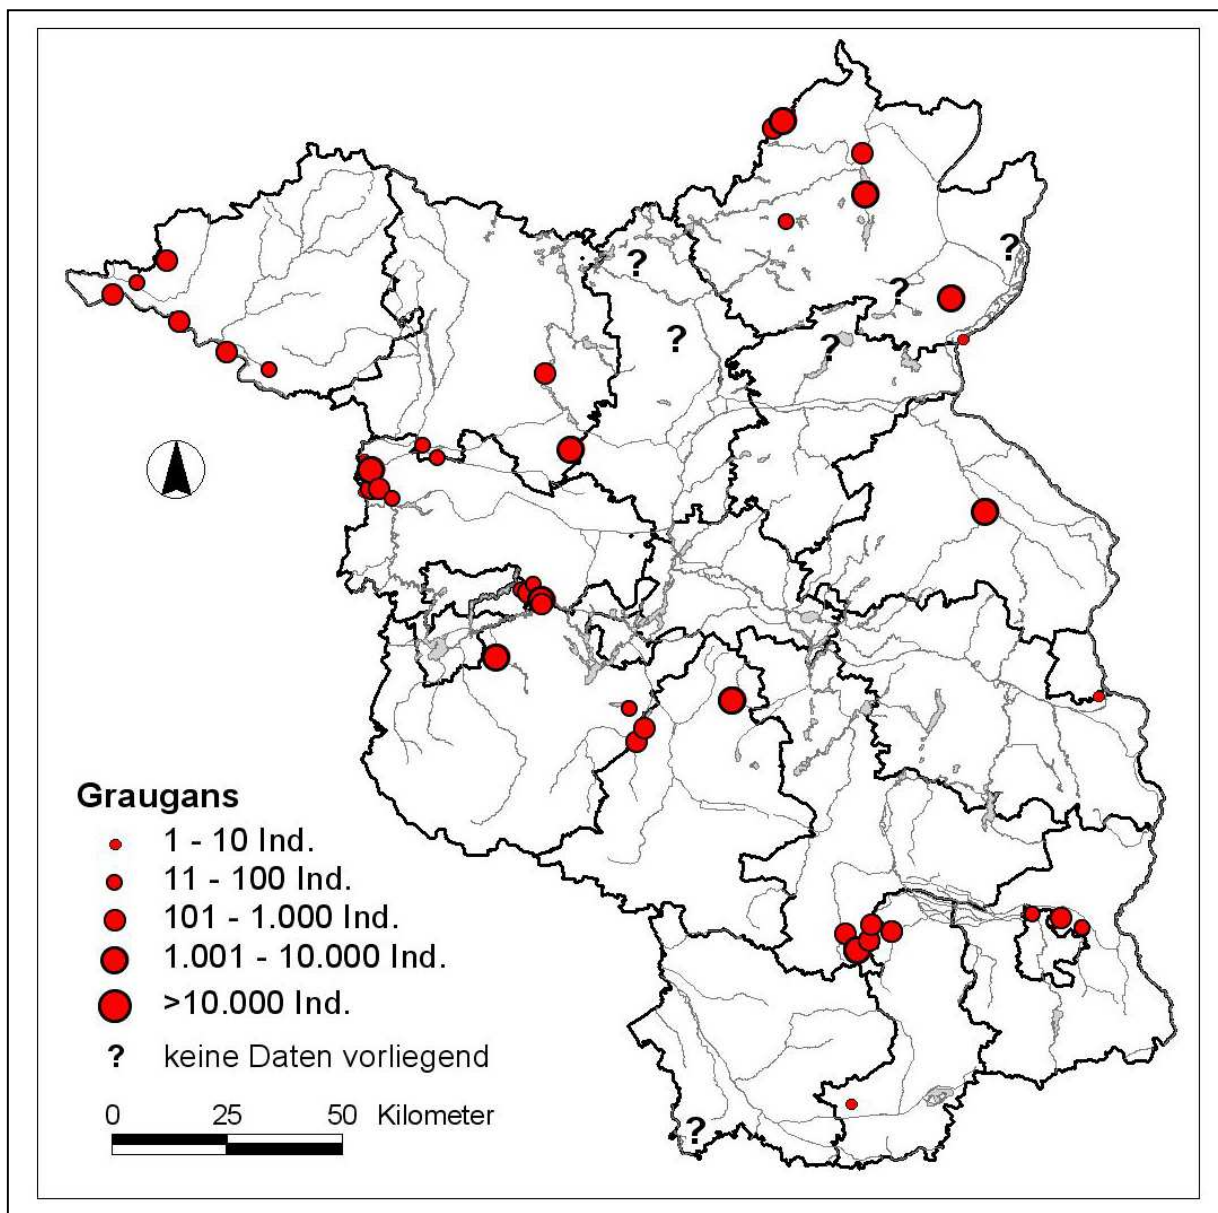 ?
?
?
?
?
Graugans
1 - 10 Ind.
11 - 100 Ind.
101 - 1.000 Ind.
1.001 - 10.000 Ind.
>10.000 Ind.
? keine Daten vorliegend
0 25 50 Kilometer
?